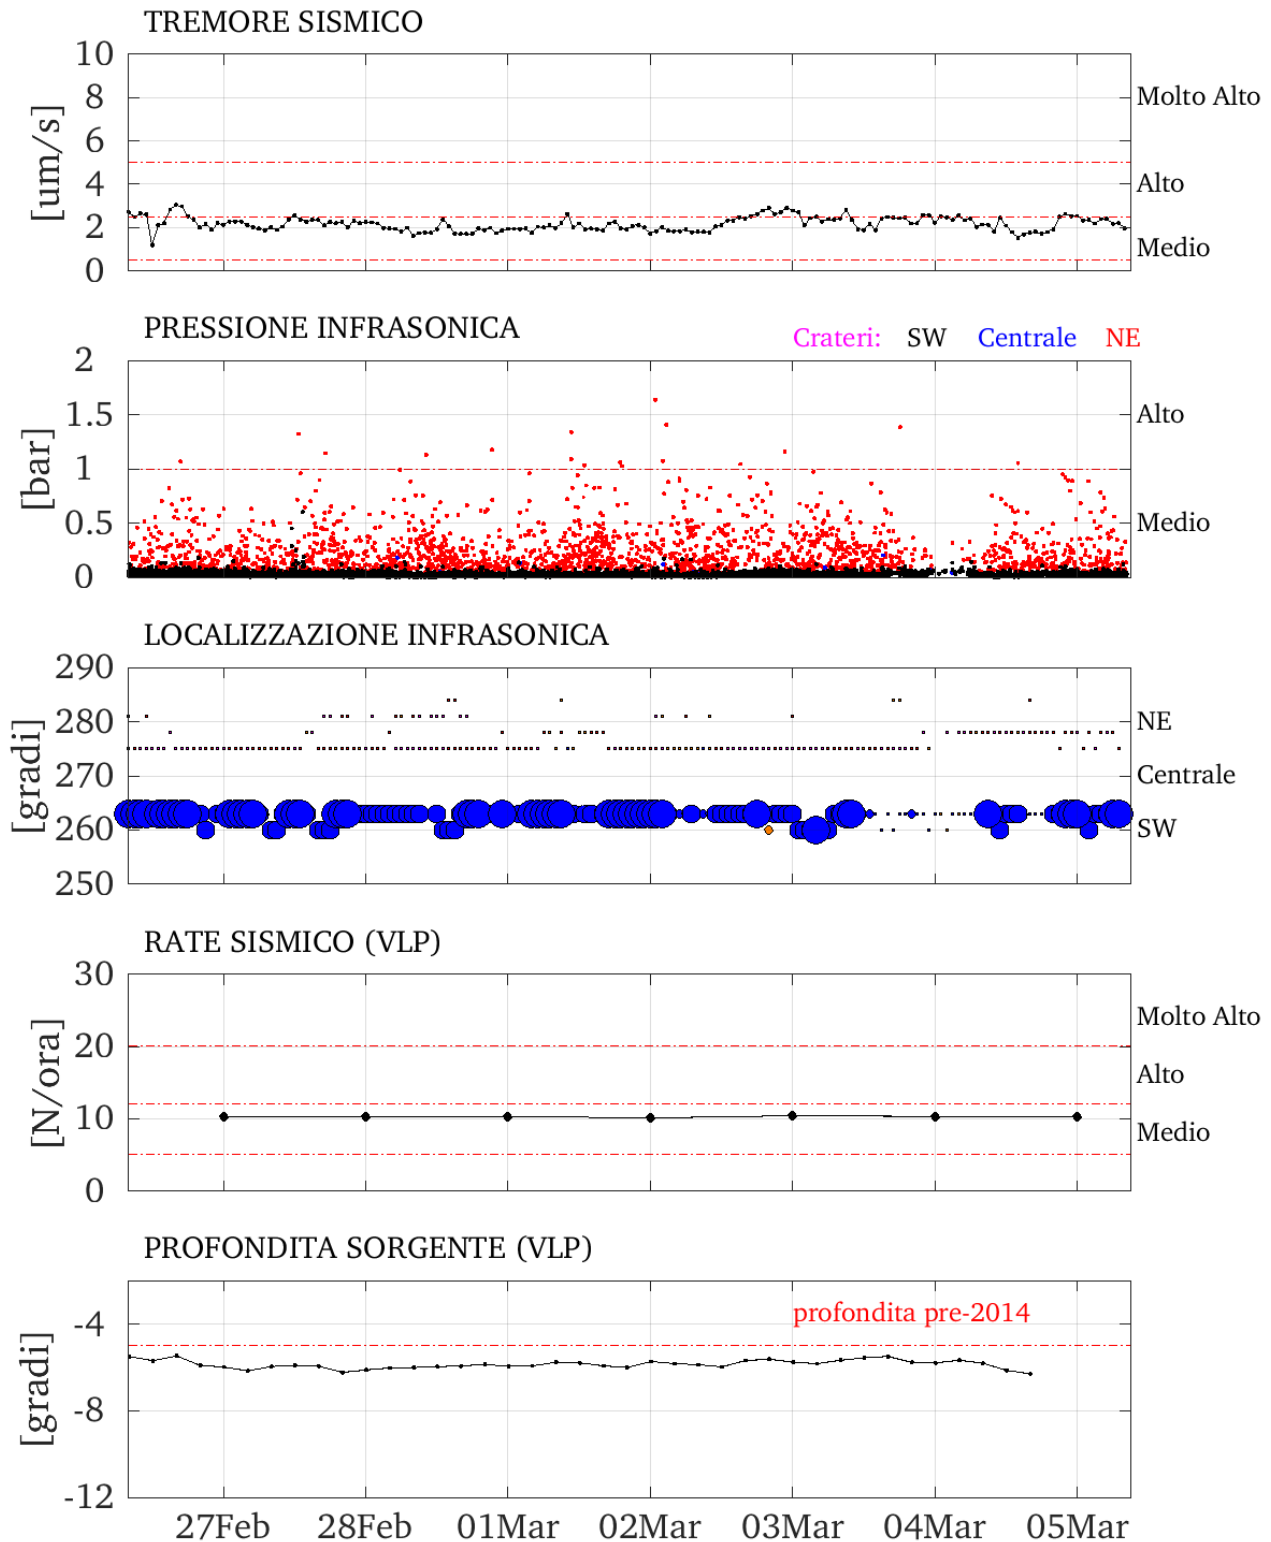 TREMORE SISMICO
10
8
6
4
2
0
[um/s]
Molto Alto
Alto
Medio
PRESSIONE INFRASONICA
Crateri: SW Centrale NE
2
1.5
1
0.5
0
[bar]
Alto
Medio
LOCALIZZAZIONE INFRASONICA
290
280
270
260
250
[gradi]
NE
Centrale
SW
RATE SISMICO (VLP)
30
20
10
0
[N/ora]
Molto Alto
Alto
Medio
PROFONDITA SORGENTE (VLP)
profondita pre-2014
-4
-8
-12
[gradi]
27Feb 28Feb 01Mar 02Mar 03Mar 04Mar 05Mar